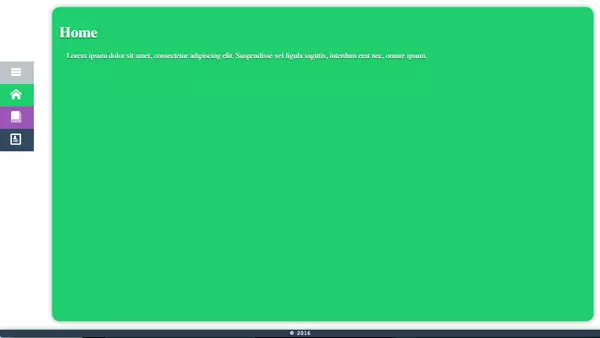 Home
Lorem ipsum dolor sit amet, consectetur adipiscing elit. Suspendisse vel ligula sagittis, interdum erat nec, ornare ipsum.
© 2016